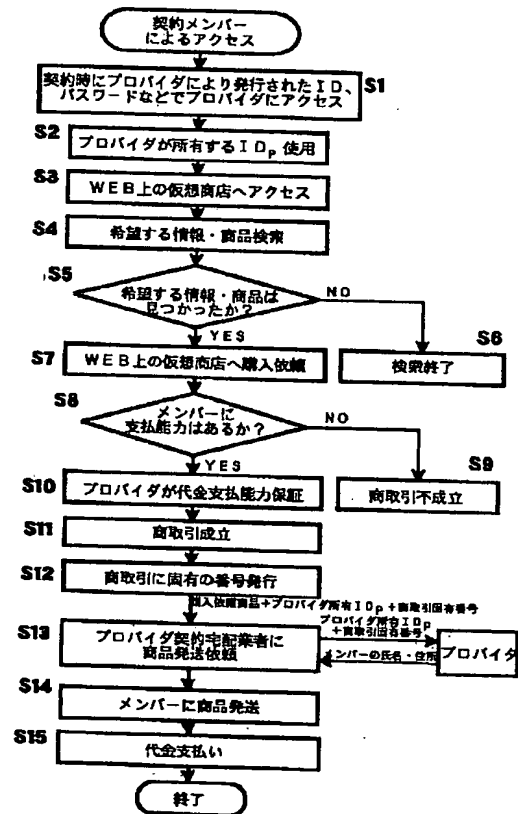 契約メンバー
によるアクセス
契約時にプロバイダにより発行されたID、
パスワードなどでプロバイダにアクセス
S1
S2
プロバイダが所有するIDP 使用
S3
WEB上の仮想商店へアクセス
S4
希望する情報・商品検索
S5
希望する情報・商品は
見つかったか?
NO
YES
S6
検索終了
S7
WEB上の仮想商店へ購入依頼
S8
メンバーに
支払能力はあるか?
NO
YES
S9
商取引不成立
S10
プロバイダが代金支払能力保証
S11
商取引成立
S12
商取引に固有の番号発行
購入依頼商品+プロバイダ所有IDP+商取引固有番号
S13
プロバイダ契約宅配業者に
商品発送依頼
プロバイダ所有IDP
+商取引固有番号
メンバーの氏名・住所
プロバイダ
S14
メンバーに商品発送
S15
代金支払い
終了